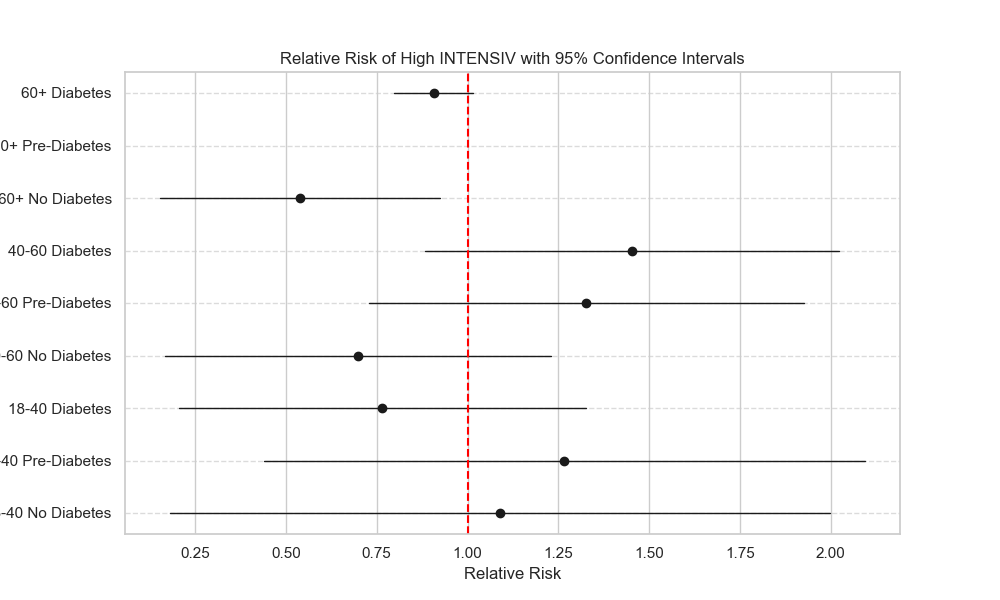 Relative Risk of High INTENSIV with 95% Confidence Intervals
60+ Diabetes
0+ Pre-Diabetes
60+ No Diabetes
40-60 Diabetes
-60 Pre-Diabetes
-60 No Diabetes
18-40 Diabetes
-40 Pre-Diabetes
-40 No Diabetes
0.25 0.50 0.75 1.00 1.25 1.50 1.75 2.00
Relative Risk